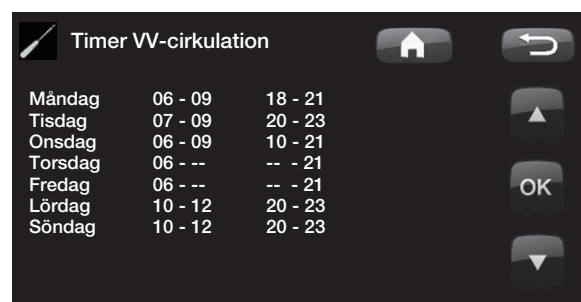 Timer VV-cirkulation
Måndag 06 - 09 18 - 21
Tisdag 07 - 09 20 - 23
Onsdag 06 - 09 10 - 21
Torsdag 06 - -- -- - 21
Fredag 06 - -- -- - 21
OK
Lördag 10 - 12 20 - 23
Söndag 10 - 12 20 - 23